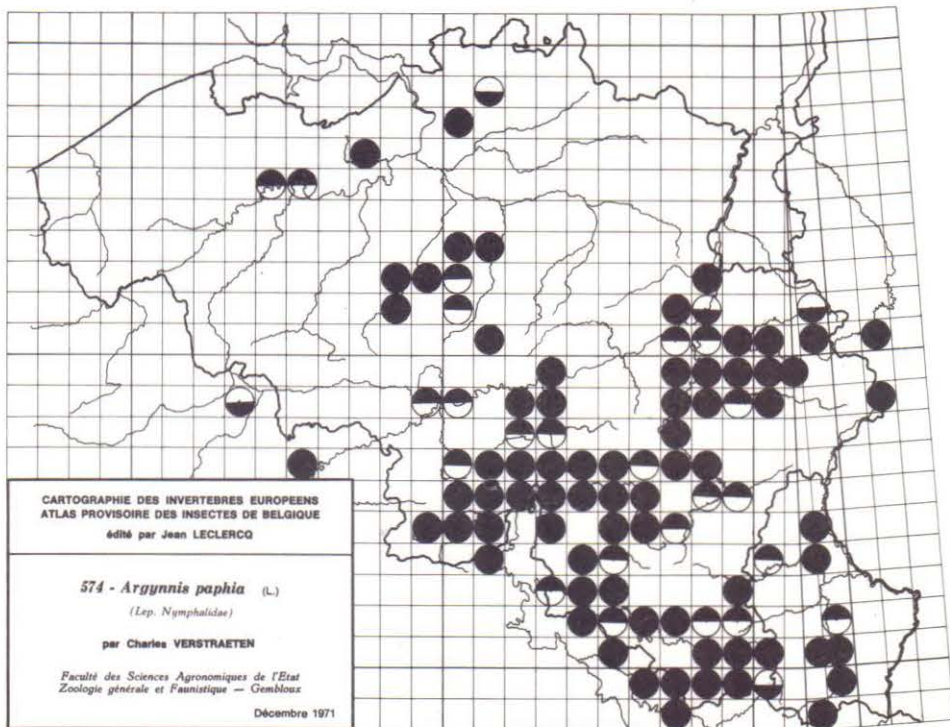 CARTOGRAPHIE DES INVERTEBRES EUROPEENS
ATLAS PROVISOIRE DES INSECTES DE BELGIQUE
édité par Jean LECLERCQ
574 - Argynnis paphia (L.)
(Lep. Nymphalidae)
par Charles VERSTRAETEN
Faculté des Sciences Agronomiques de l'Etat
Zoologie générale et Faunistique — Gembloux
Décembre 1971